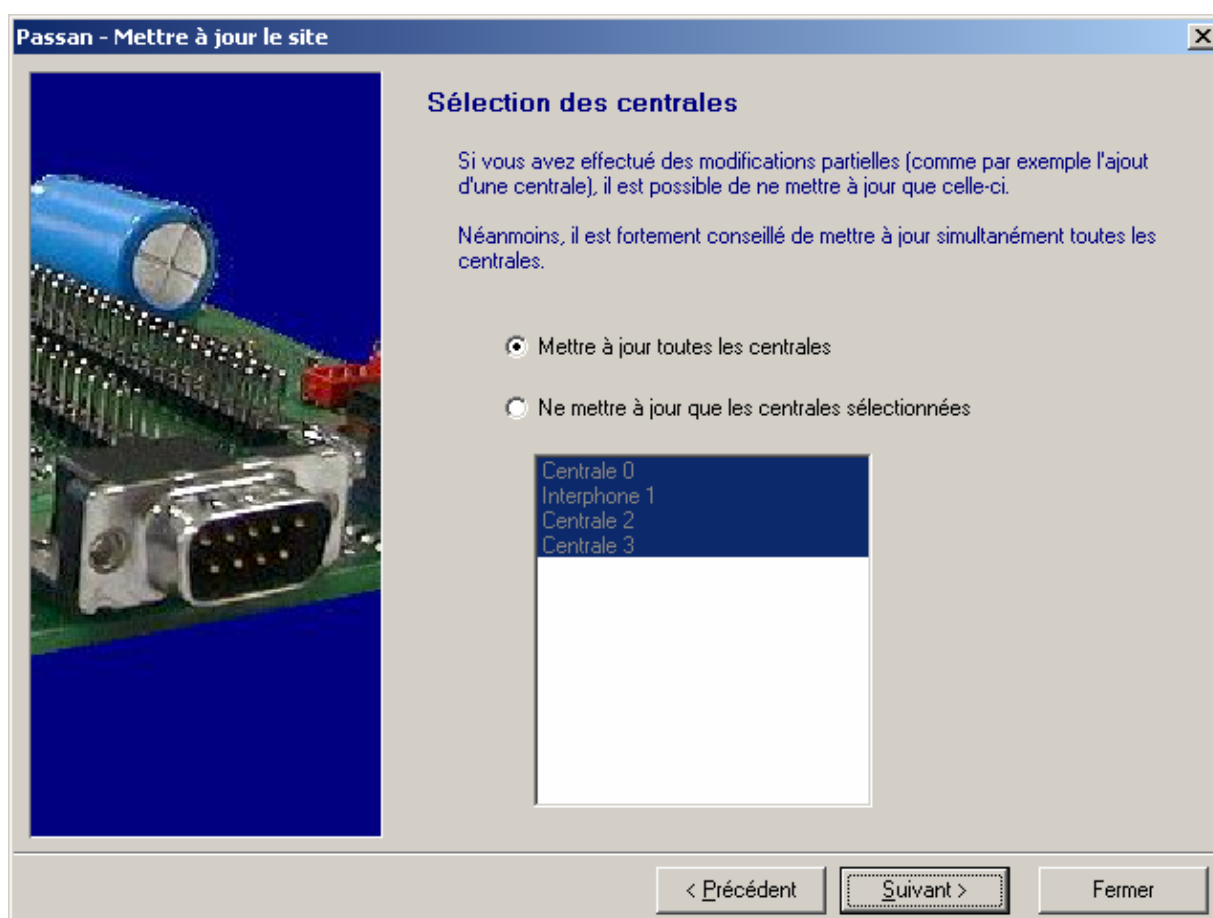 Passan - Mettre à jour le site
Sélection des centrales
Si vous avez effectué des modifications partielles (comme par exemple l'ajout
d'une centrale), il est possible de ne mettre à jour que celle-ci.
Néanmoins, il est fortement conseillé de mettre à jour simultanément toutes les
centrales.
Mettre à jour toutes les centrales
Ne mettre à jour que les centrales sélectionnées
Centrale 0
Interphone 1
Centrale 2
Centrale 3
< Précédent
Suivant >
Fermer